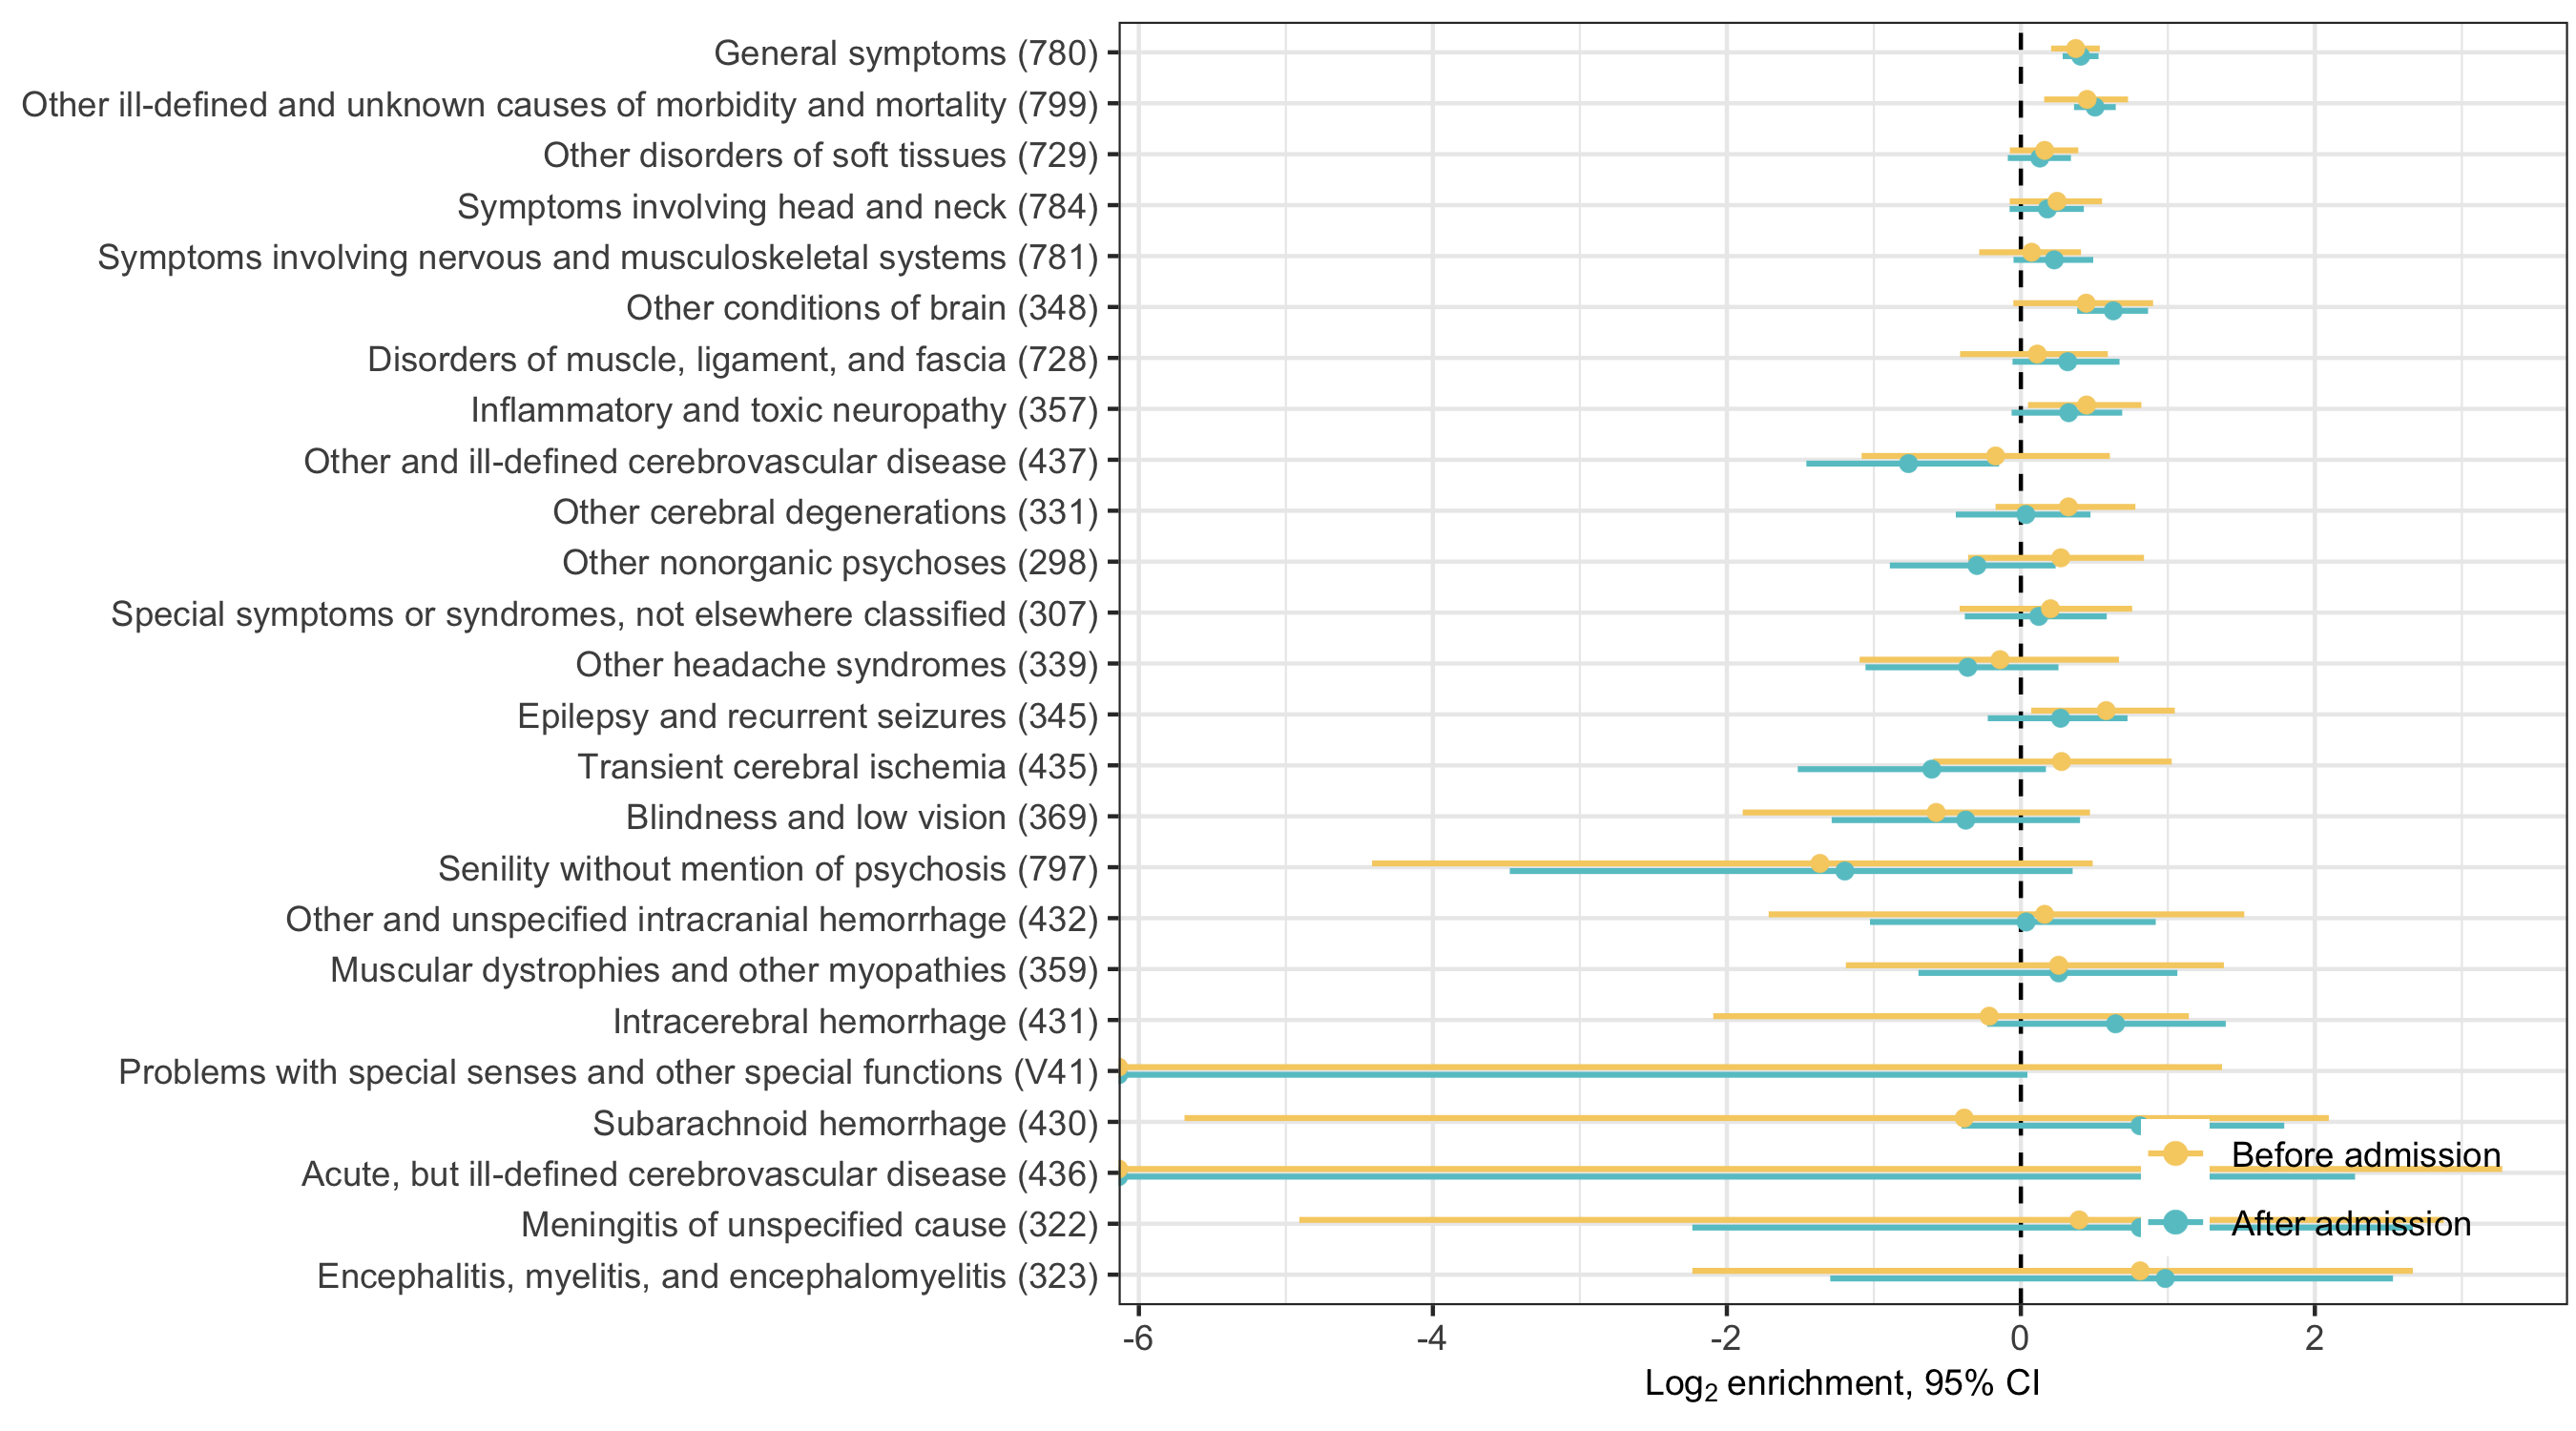 General symptoms (780)
Other ill-defined and unknown causes of morbidity and mortality (799)
Other disorders of soft tissues (729)
Symptoms involving head and neck (784)
Symptoms involving nervous and musculoskeletal systems (781)
Other conditions of brain (348)
Disorders of muscle, ligament, and fascia (728)
Inflammatory and toxic neuropathy (357)
Other and ill-defined cerebrovascular disease (437)
Other cerebral degenerations (331)
Other nonorganic psychoses (298)
Special symptoms or syndromes, not elsewhere classified (307)
Other headache syndromes (339)
Epilepsy and recurrent seizures (345)
Transient cerebral ischemia (435)
Blindness and low vision (369)
Senility without mention of psychosis (797)
Other and unspecified intracranial hemorrhage (432)
Muscular dystrophies and other myopathies (359)
Intracerebral hemorrhage (431)
Problems with special senses and other special functions (V41)
Subarachnoid hemorrhage (430)
Acute, but ill-defined cerebrovascular disease (436)
Meningitis of unspecified cause (322)
Encephalitis, myelitis, and encephalomyelitis (323)
Before admission
After admission
-6 -4 -2 0 2
Log₂ enrichment, 95% CI